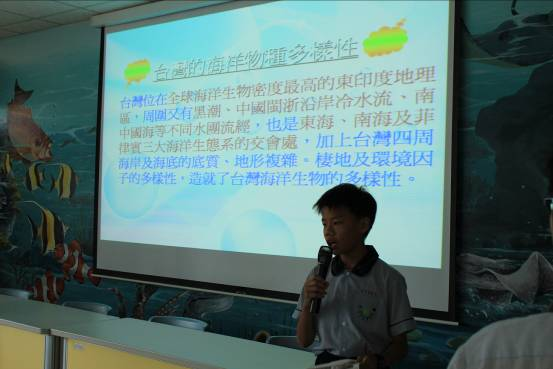 台灣的海洋物種多樣性
台灣位在全球海洋生物密度最高的東印度地理
區，周圍又有黑潮、中國閩浙沿岸冷水流、南
中國海等不同水團流經，也是東海、南海及菲
律賓三大海洋生態系的交會處，加上台灣四周
海岸及海底的底質、地形複雜。棲地及環境因
子的多樣性，造就了台灣海洋生物的多樣性。